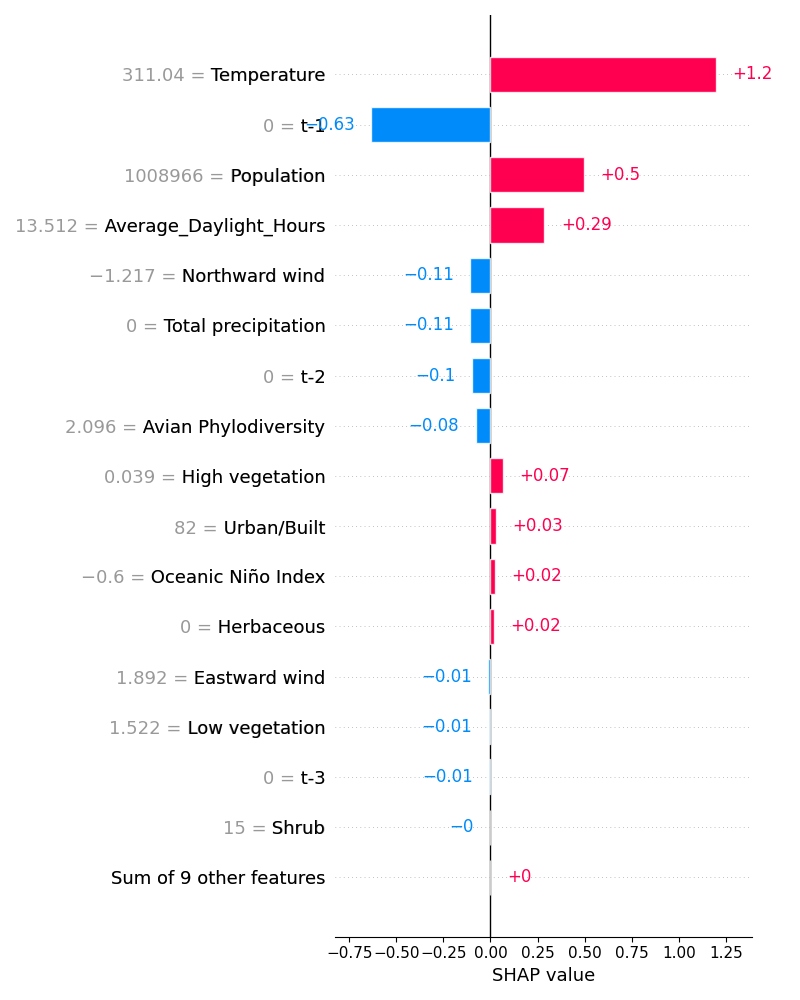 311.04 = Temperature +1.2
0 = t-1 −0.63
1008966 = Population +0.5
13.512 = Average_Daylight_Hours +0.29
−1.217 = Northward wind −0.11
0 = Total precipitation −0.11
0 = t-2 −0.1
2.096 = Avian Phylodiversity −0.08
0.039 = High vegetation +0.07
82 = Urban/Built +0.03
−0.6 = Oceanic Niño Index +0.02
0 = Herbaceous +0.02
1.892 = Eastward wind −0.01
1.522 = Low vegetation −0.01
0 = t-3 −0.01
15 = Shrub −0
Sum of 9 other features +0
−0.75 −0.50 −0.25 0.00 0.25 0.50 0.75 1.00 1.25
SHAP value